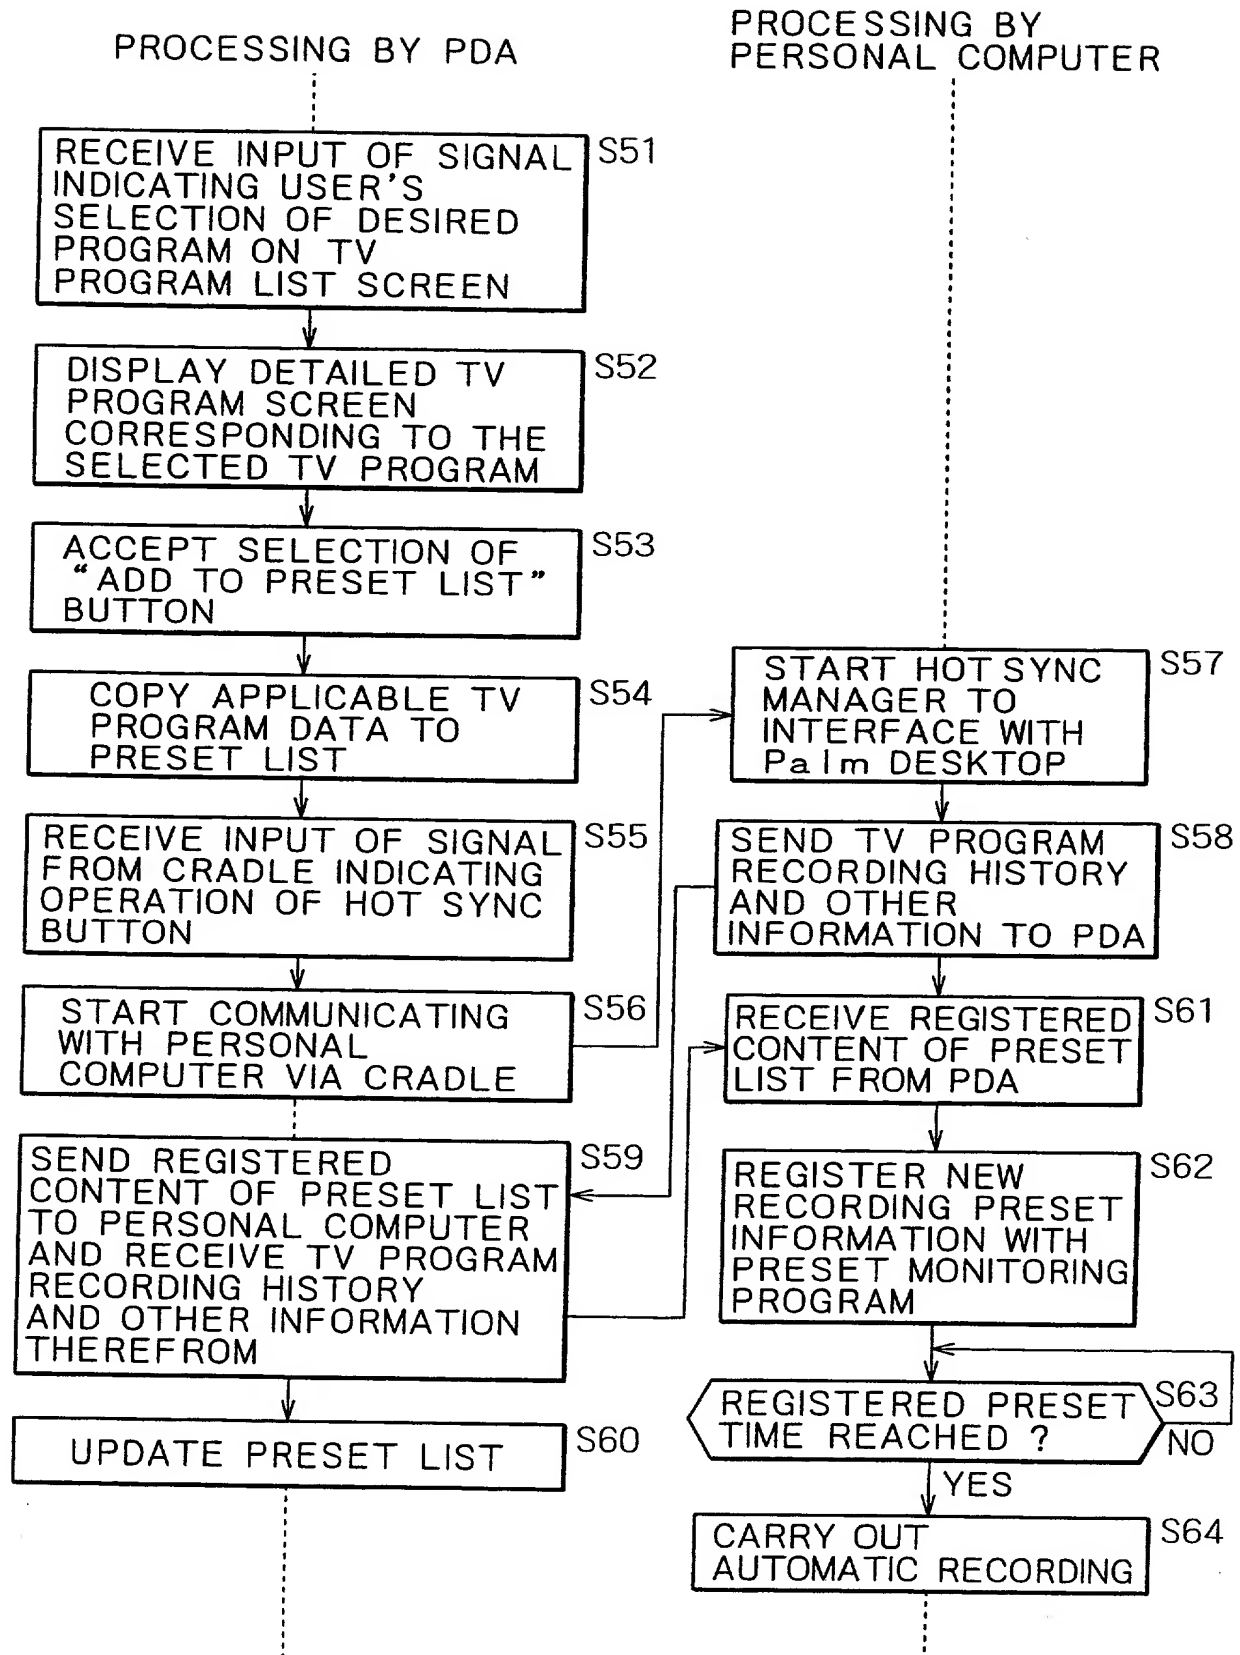 PROCESSING BY PDA
RECEIVE INPUT OF SIGNAL
INDICATING USER'S
SELECTION OF DESIRED
PROGRAM ON TV
PROGRAM LIST SCREEN
S51
DISPLAY DETAILED TV
PROGRAM SCREEN
CORRESPONDING TO THE
SELECTED TV PROGRAM
S52
ACCEPT SELECTION OF
“ADD TO PRESET LIST”
BUTTON
S53
COPY APPLICABLE TV
PROGRAM DATA TO
PRESET LIST
S54
RECEIVE INPUT OF SIGNAL
FROM CRADLE INDICATING
OPERATION OF HOT SYNC
BUTTON
S55
START COMMUNICATING
WITH PERSONAL
COMPUTER VIA CRADLE
S56
SEND REGISTERED
CONTENT OF PRESET LIST
TO PERSONAL COMPUTER
AND RECEIVE TV PROGRAM
RECORDING HISTORY
AND OTHER INFORMATION
THEREFROM
S59
UPDATE PRESET LIST
S60
PROCESSING BY
PERSONAL COMPUTER
START HOT SYNC
MANAGER TO
INTERFACE WITH
Palm DESKTOP
S57
SEND TV PROGRAM
RECORDING HISTORY
AND OTHER
INFORMATION TO PDA
S58
RECEIVE REGISTERED
CONTENT OF PRESET
LIST FROM PDA
S61
REGISTER NEW
RECORDING PRESET
INFORMATION WITH
PRESET MONITORING
PROGRAM
S62
REGISTERED PRESET
TIME REACHED ?
S63
NO
YES
CARRY OUT
AUTOMATIC RECORDING
S64